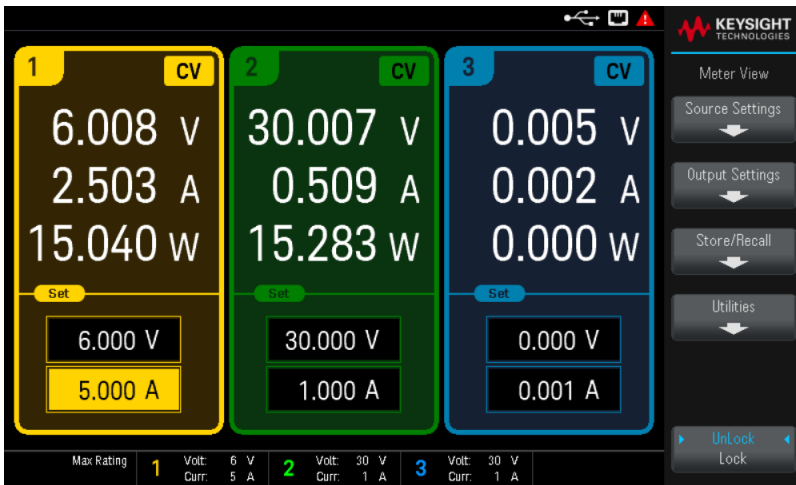 KEYSIGHT
TECHNOLOGIES
Meter View
1 CV
6.008 V
2.503 A
15.040 W
Set
6.000 V
5.000 A
2 CV
30.007 V
0.509 A
15.283 W
Set
30.000 V
1.000 A
3 CV
0.005 V
0.002 A
0.000 W
Set
0.000 V
0.001 A
Source Settings
Output Settings
Store/Recall
Utilities
UnLock
Lock
Max Rating 1 Volt: 6 V 2 Volt: 30 V 3 Volt: 30 V
Curr: 5 A Curr: 1 A Curr: 1 A